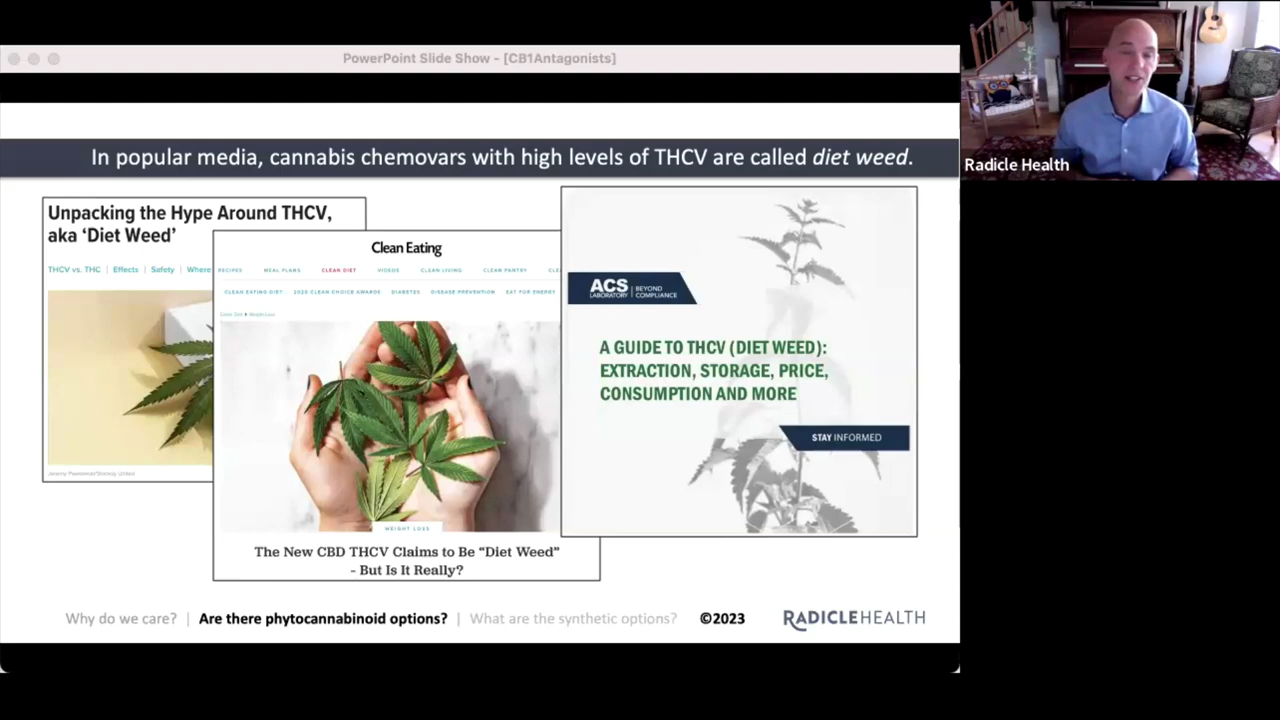 PowerPoint Slide Show - [CB1Antagonists]
In popular media, cannabis chemovars with high levels of THCV are called diet weed.
Unpacking the Hype Around THCV,
aka ‘Diet Weed’
THCV vs. THC | Effects | Safety | Where
Clean Eating
RECIPES MEAL PLANS CLEAN DIET VIDEOS CLEAN LIVING CLEAN PANTRY CLE
CLEAN EATING DIET 2023 CLEAN CHOICE AWARDS DIABETES DISEASE PREVENTION EAT FOR ENERGY
Clean Diet Weight Loss
WEIGHT LOSS
The New CBD THCV Claims to Be “Diet Weed”
- But Is It Really?
ACS
LABORATORY
BEYOND
COMPLIANCE
A GUIDE TO THCV (DIET WEED):
EXTRACTION, STORAGE, PRICE,
CONSUMPTION AND MORE
STAY INFORMED
Why do we care? | Are there phytocannabinoid options? | What are the synthetic options? ©2023 RADICLEHEALTH
Radicle Health